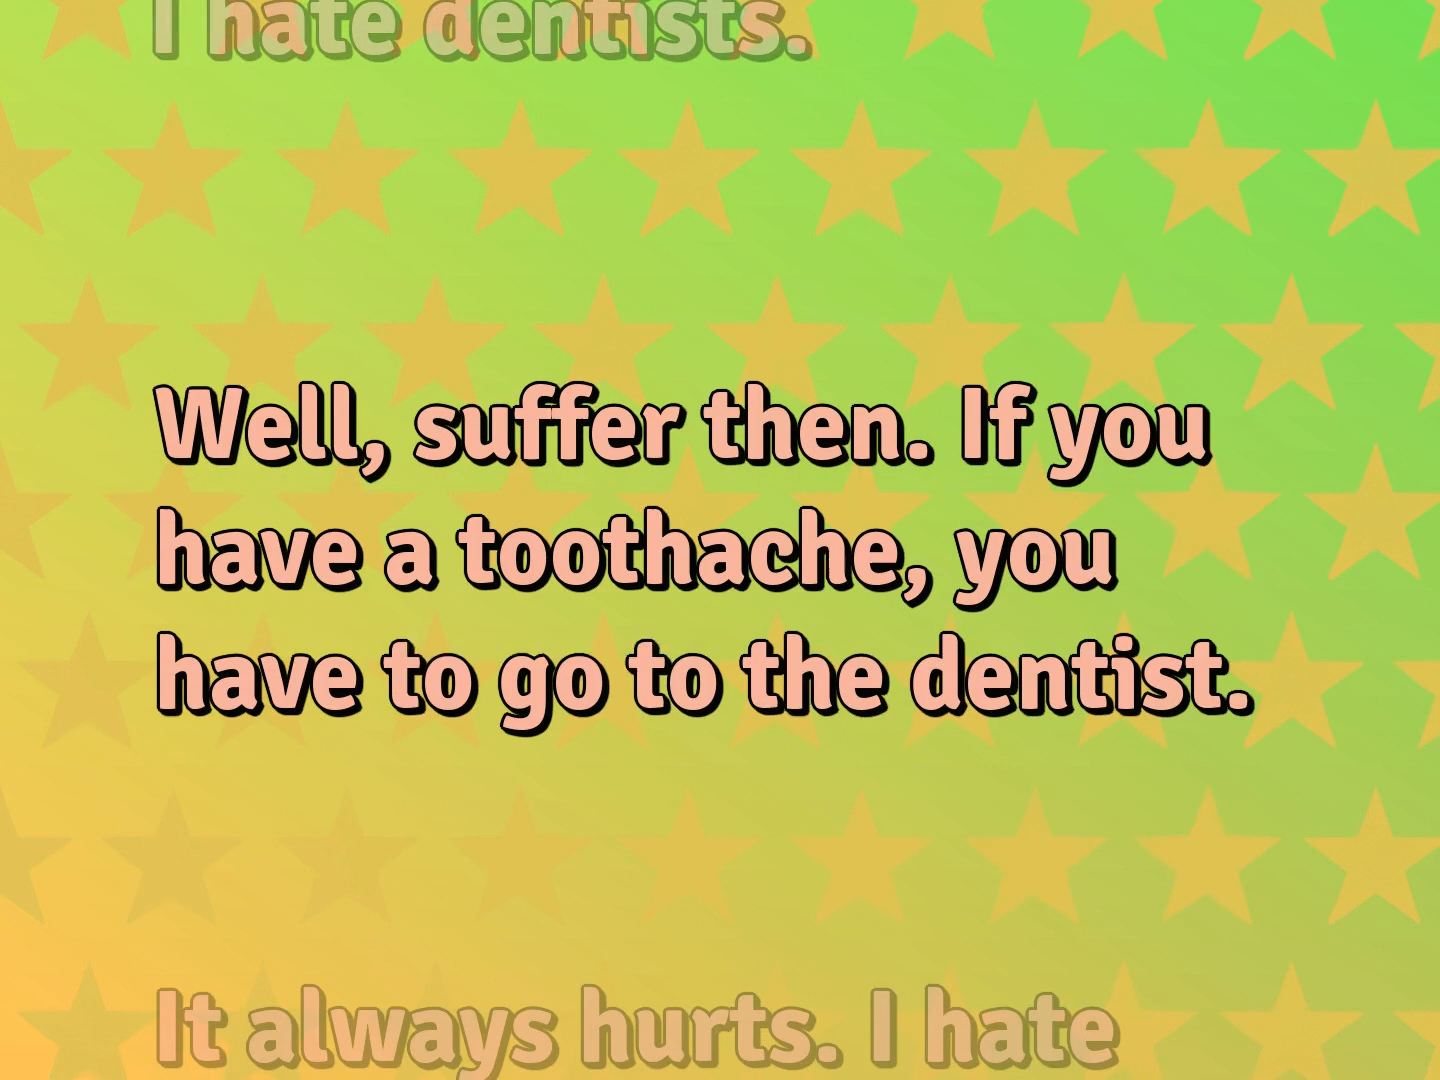 I hate dentists.
Well, suffer then. If you
have a toothache, you
have to go to the dentist.
It always hurts. I hate